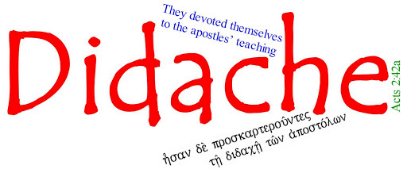 They devoted themselves
to the apostles' teaching
Didache
Acts 2:42a
ἦσαν δὲ προσκαρτεροῦντες
τῇ διδαχῇ τῶν ἀποστόλων